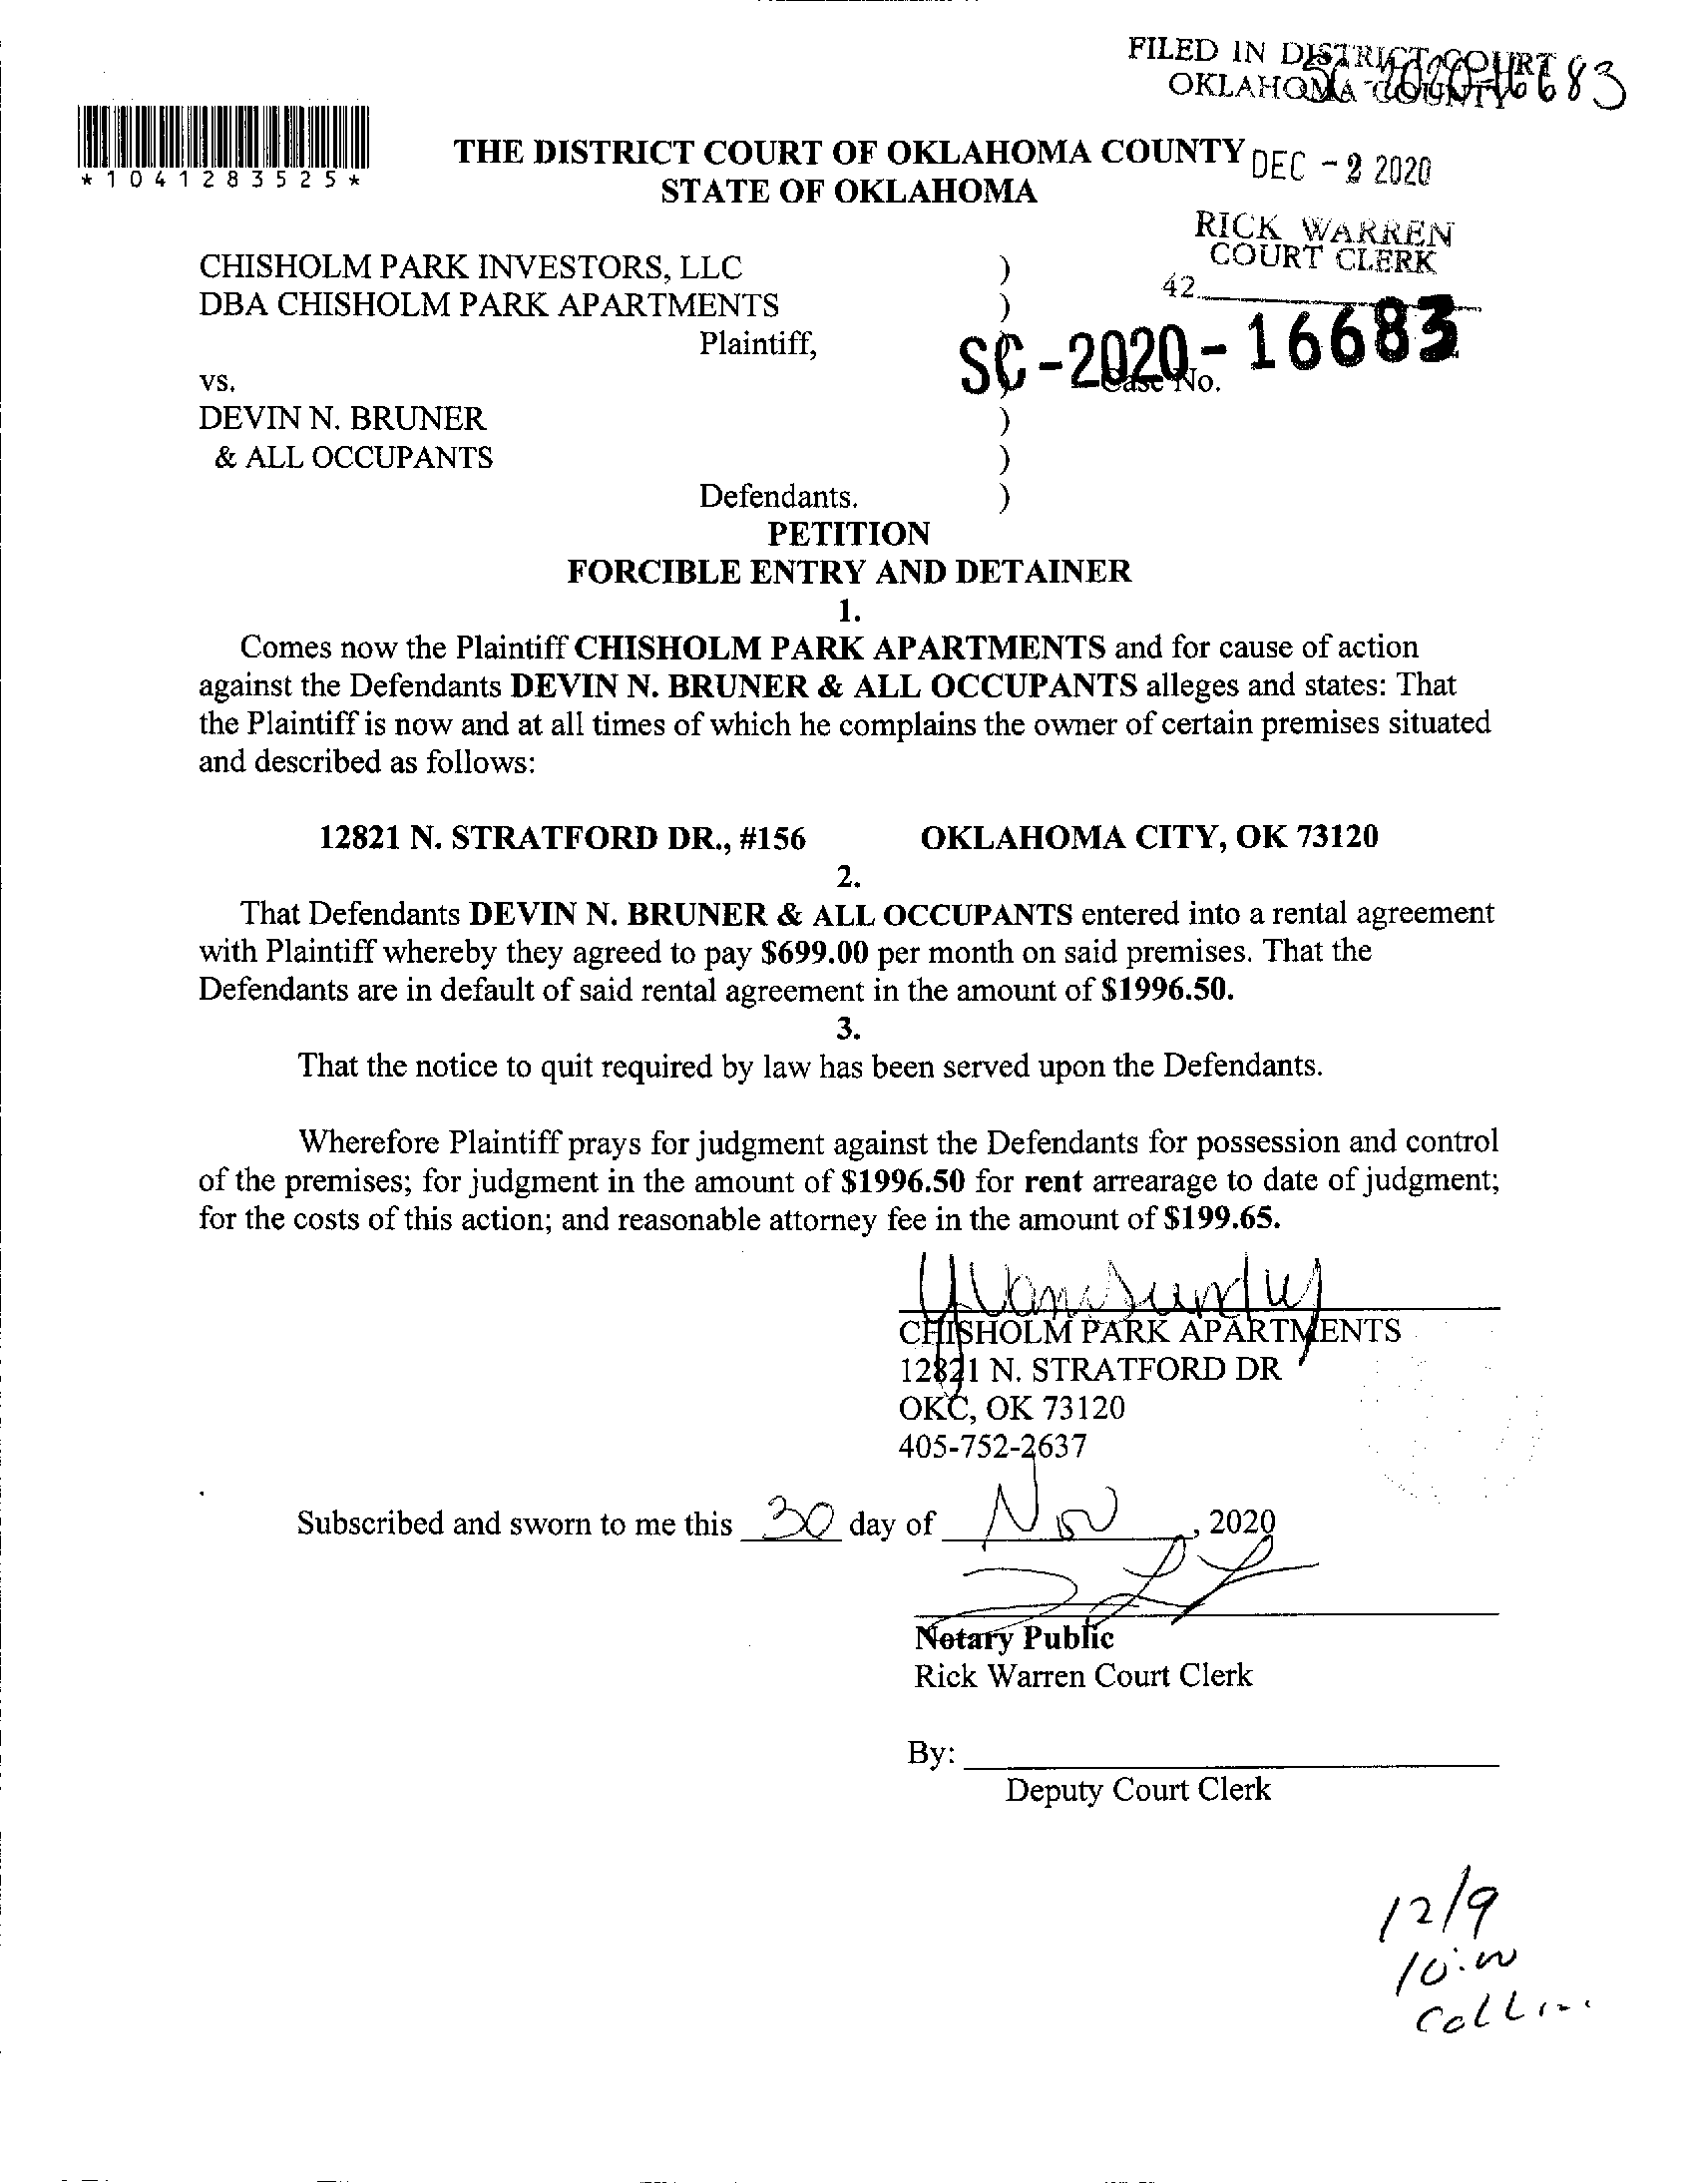 FILED IN DISTRICT COURT
OKLAHOMA COUNTY
SC-2020-16683
*1041283525*
THE DISTRICT COURT OF OKLAHOMA COUNTY
STATE OF OKLAHOMA
DEC - 2 2020
RICK WARREN
COURT CLERK
42
CHISHOLM PARK INVESTORS, LLC )
DBA CHISHOLM PARK APARTMENTS )
Plaintiff, )
SC-2020-16683
vs. ) Case No.
DEVIN N. BRUNER )
& ALL OCCUPANTS )
Defendants. )
PETITION
FORCIBLE ENTRY AND DETAINER
1.
Comes now the Plaintiff CHISHOLM PARK APARTMENTS and for cause of action
against the Defendants DEVIN N. BRUNER & ALL OCCUPANTS alleges and states: That
the Plaintiff is now and at all times of which he complains the owner of certain premises situated
and described as follows:
12821 N. STRATFORD DR., #156 OKLAHOMA CITY, OK 73120
2.
That Defendants DEVIN N. BRUNER & ALL OCCUPANTS entered into a rental agreement
with Plaintiff whereby they agreed to pay $699.00 per month on said premises. That the
Defendants are in default of said rental agreement in the amount of $1996.50.
3.
That the notice to quit required by law has been served upon the Defendants.
Wherefore Plaintiff prays for judgment against the Defendants for possession and control
of the premises; for judgment in the amount of $1996.50 for rent arrearage to date of judgment;
for the costs of this action; and reasonable attorney fee in the amount of $199.65.
CHISHOLM PARK APARTMENTS
12821 N. STRATFORD DR
OKC, OK 73120
405-752-2637
Subscribed and sworn to me this 30 day of Nov, 2020
Notary Public
Rick Warren Court Clerk
By:
Deputy Court Clerk
12/9
10:00